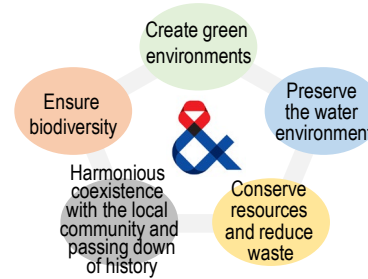 Create green
environments
Preserve
the water
environment
Conserve
resources
and reduce
waste
Harmonious
coexistence
with the local
community and
passing down
of history
Ensure
biodiversity